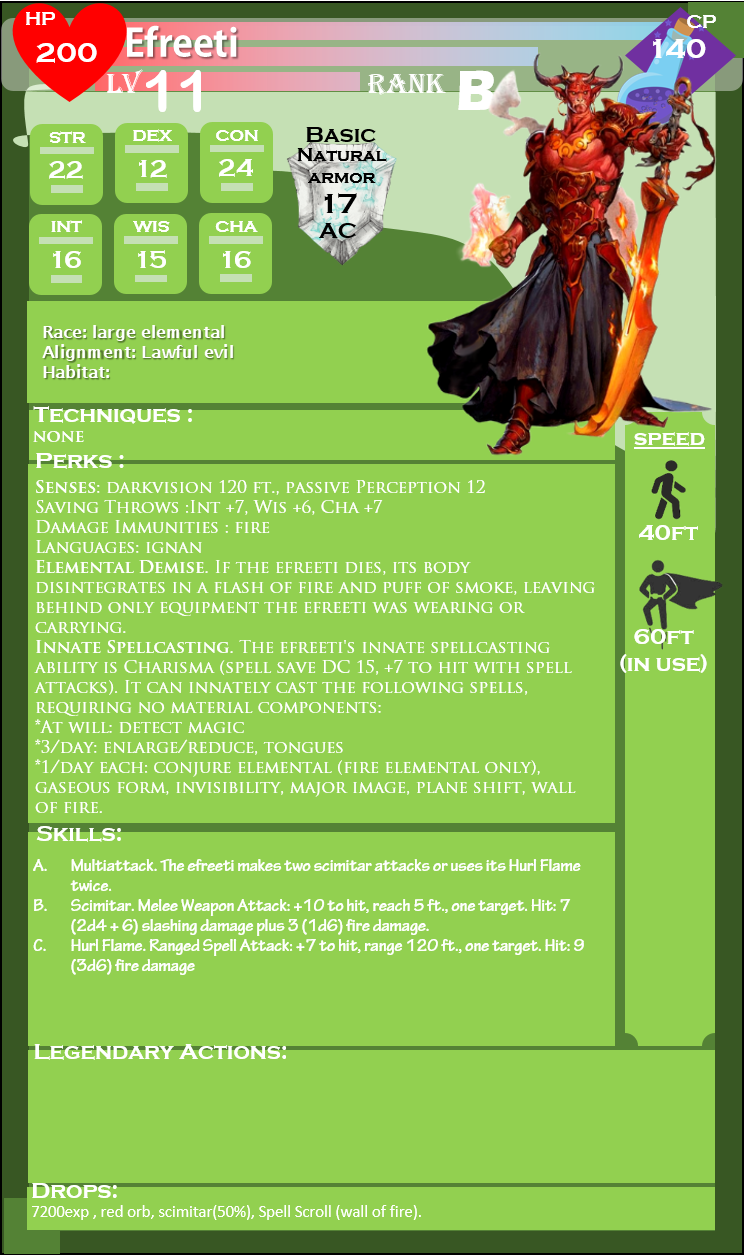 HP
200
Efreeti
CP
140
LV 11
RANK B
STR
22
DEX
12
CON
24
INT
16
WIS
15
CHA
16
Basic
Natural
armor
17
AC
Race: large elemental
Alignment: Lawful evil
Habitat:
Techniques :
none
Perks :
Senses: darkvision 120 ft., passive Perception 12
Saving Throws :Int +7, Wis +6, Cha +7
Damage Immunities : fire
Languages: ignan
Elemental Demise. If the efreeti dies, its body
disintegrates in a flash of fire and puff of smoke, leaving
behind only equipment the efreeti was wearing or
carrying.
Innate Spellcasting. The efreeti's innate spellcasting
ability is Charisma (spell save DC 15, +7 to hit with spell
attacks). It can innately cast the following spells,
requiring no material components:
*At will: detect magic
*3/day: enlarge/reduce, tongues
*1/day each: conjure elemental (fire elemental only),
gaseous form, invisibility, major image, plane shift, wall
of fire.
SPEED
40FT
60FT
(IN USE)
Skills:
A. Multiattack. The efreeti makes two scimitar attacks or uses its Hurl Flame
twice.
B. Scimitar. Melee Weapon Attack: +10 to hit, reach 5 ft., one target. Hit: 7
(2d4 + 6) slashing damage plus 3 (1d6) fire damage.
C. Hurl Flame. Ranged Spell Attack: +7 to hit, range 120 ft., one target. Hit: 9
(3d6) fire damage
Legendary Actions:
Drops:
7200exp , red orb, scimitar(50%), Spell Scroll (wall of fire).